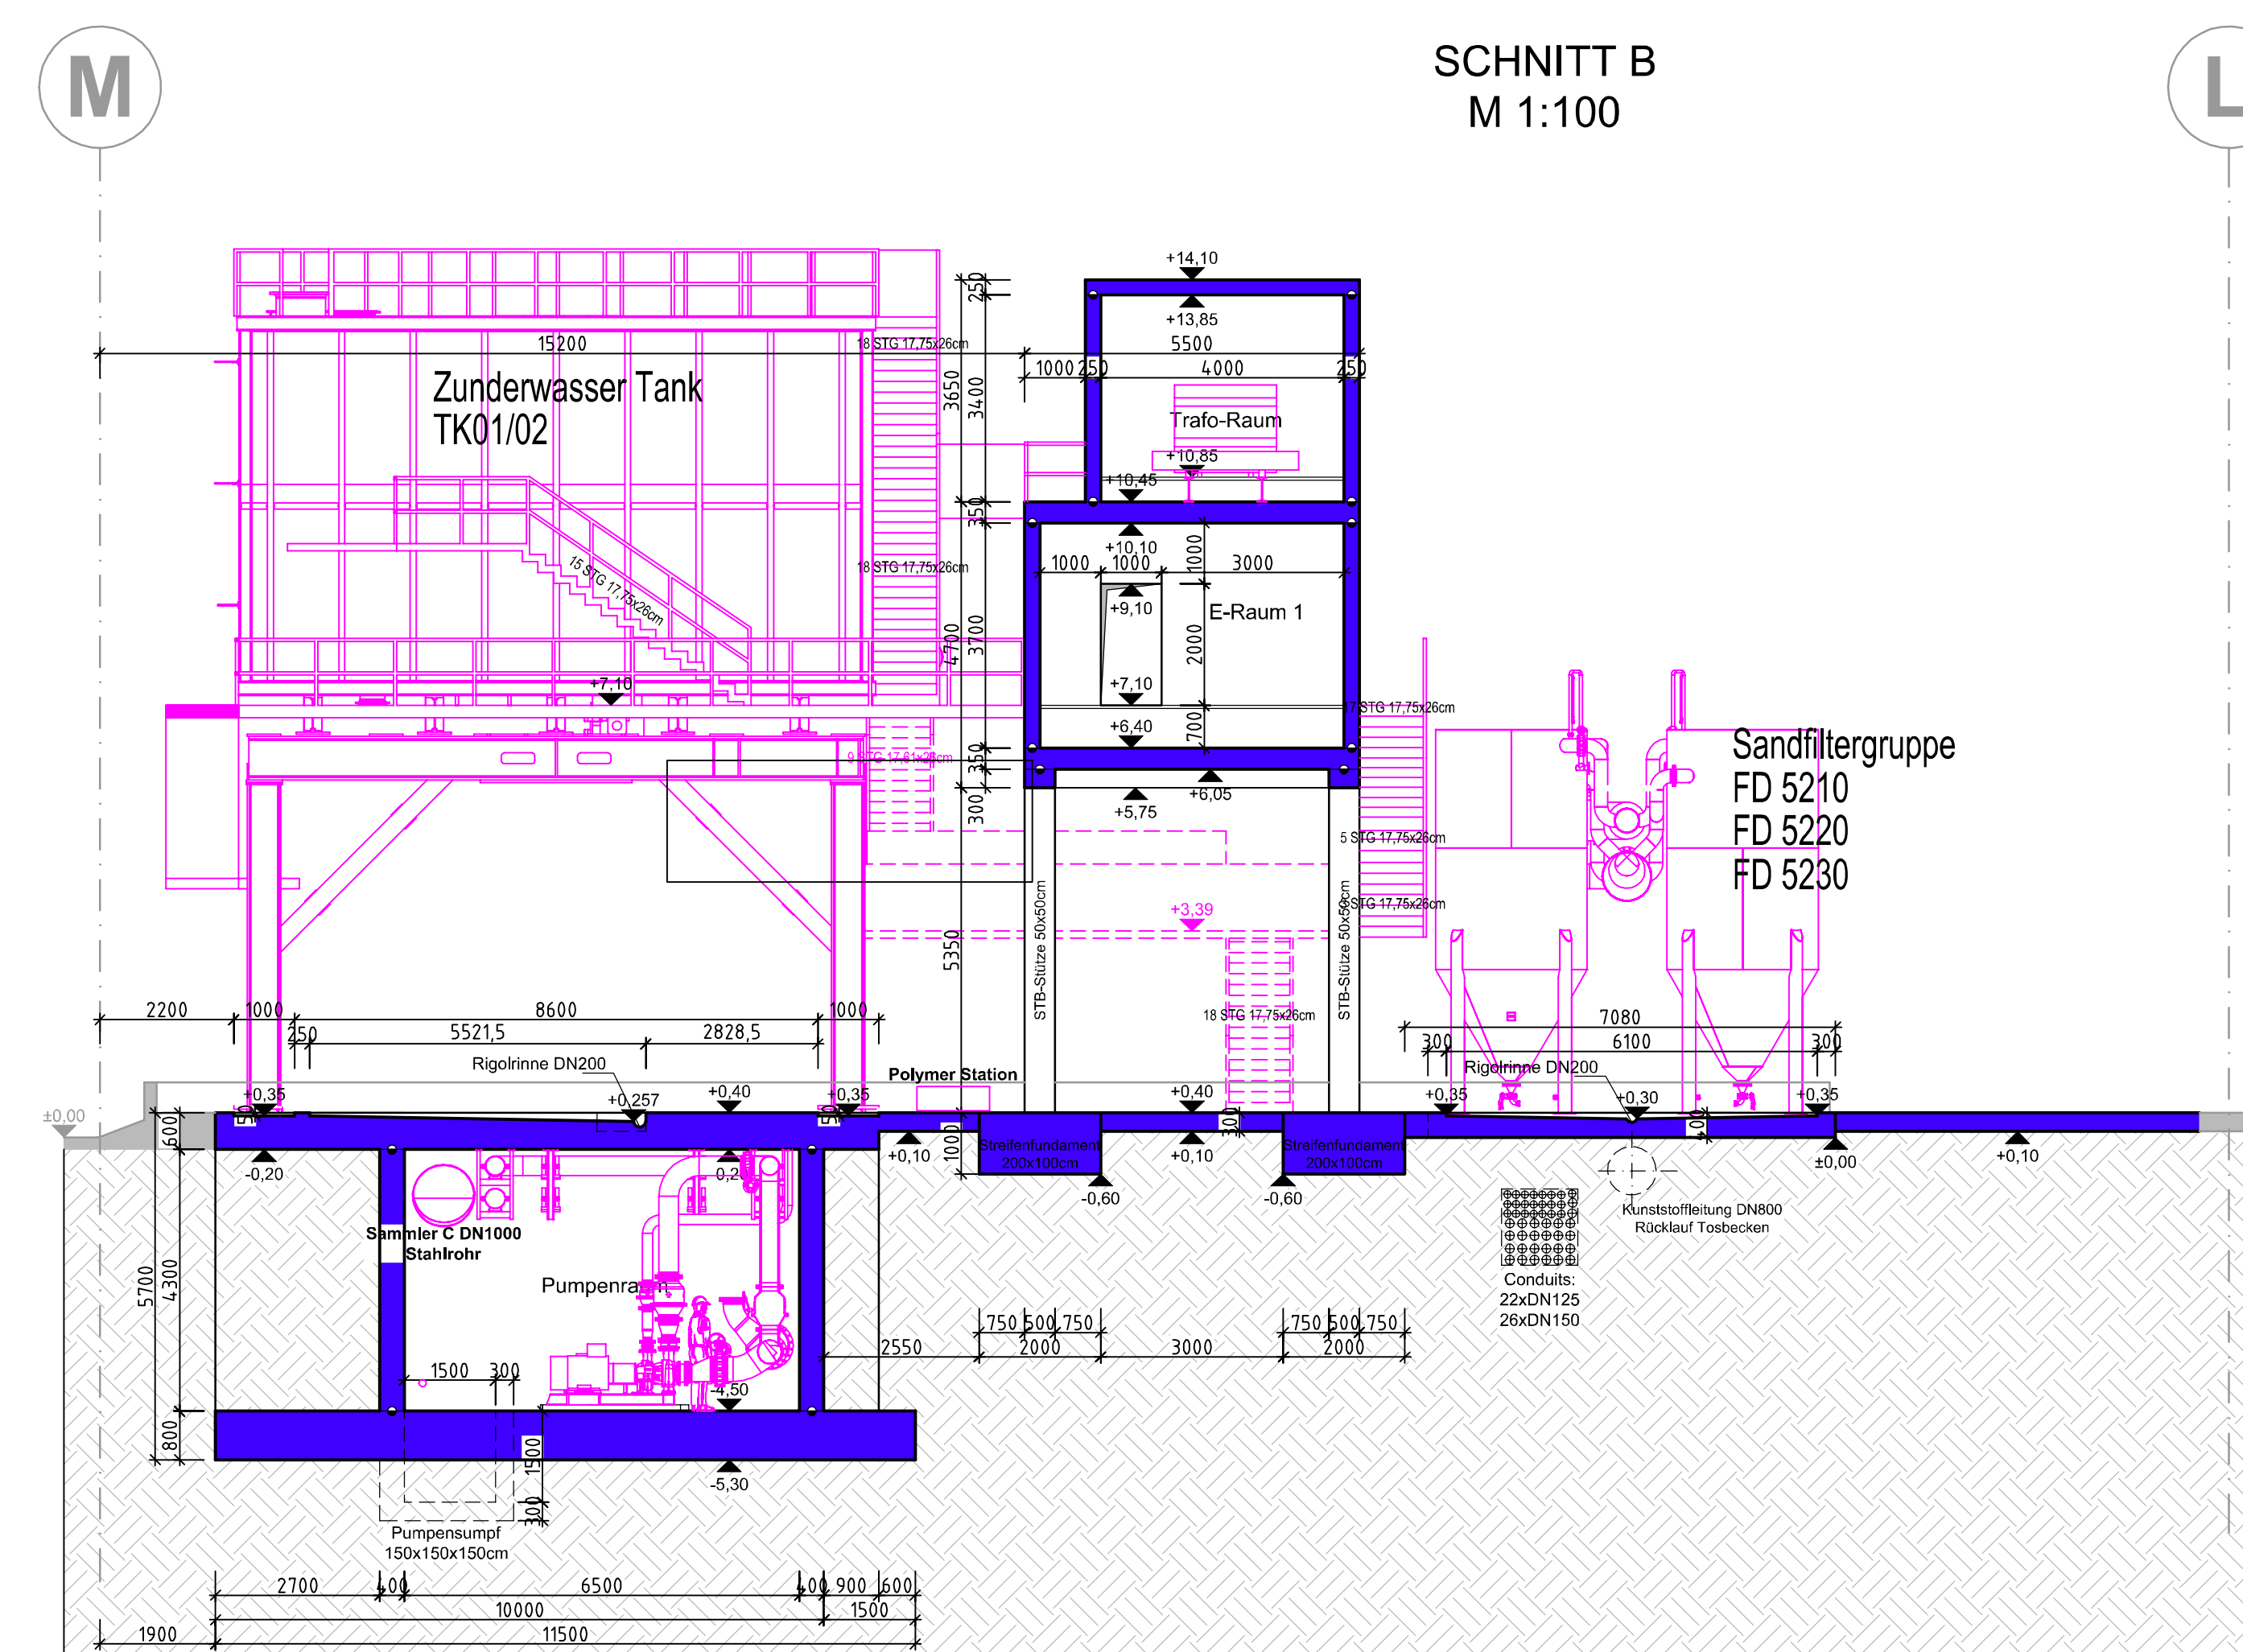 M
SCHNITT B
M 1:100
L
+14,10
250
+13,85
15200
18 STG 17,75x26cm
5500
1000
250
4000
250
3650
3400
Zunderwasser Tank
TK01/02
Trafo-Raum
+10,85
+10,45
350
+10,10
1000
1000
1000
3000
18 STG 17,75x26cm
15 STG 17,75x26cm
+9,10
E-Raum 1
4700
3700
2000
+7,10
+7,10
17 STG 17,75x26cm
+6,40
700
9 STG 17,61x26cm
350
Sandfiltergruppe
FD 5210
FD 5220
FD 5230
+6,05
+5,75
300
5 STG 17,75x26cm
STG 17,75x26cm
+3,39
5350
STB-Stütze 50x50cm
STB-Stütze 50x50cm
2200
1000
8600
1000
250
5521,5
2828,5
18 STG 17,75x26cm
7080
300
6100
300
Rigolrinne DN200
Polymer Station
Rigolrinne DN200
±0,00
+0,35
50
+0,257
+0,40
50
+0,35
+0,40
+0,35
+0,30
+0,35
600
1000
300
400
Streifenfundament
200x100cm
Streifenfundament
200x100cm
-0,20
+0,10
+0,10
±0,00
+0,10
-0,60
-0,60
Sammler C DN1000
Stahlrohr
Kunststoffleitung DN800
Rücklauf Tosbecken
5700
4300
Pumpenraum
Conduits:
22xDN125
26xDN150
750
500
750
750
500
750
2550
2000
3000
2000
1500
300
-4,50
800
1500
-5,30
300
Pumpensumpf
150x150x150cm
2700
400
6500
400
900
600
10000
1500
1900
11500